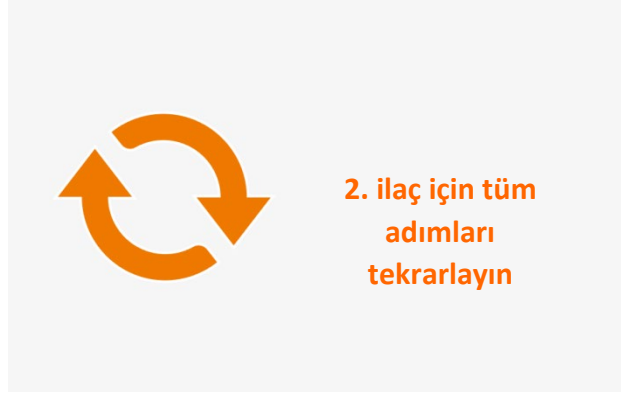 2. ilaç için tüm
adımları
tekrarlayın